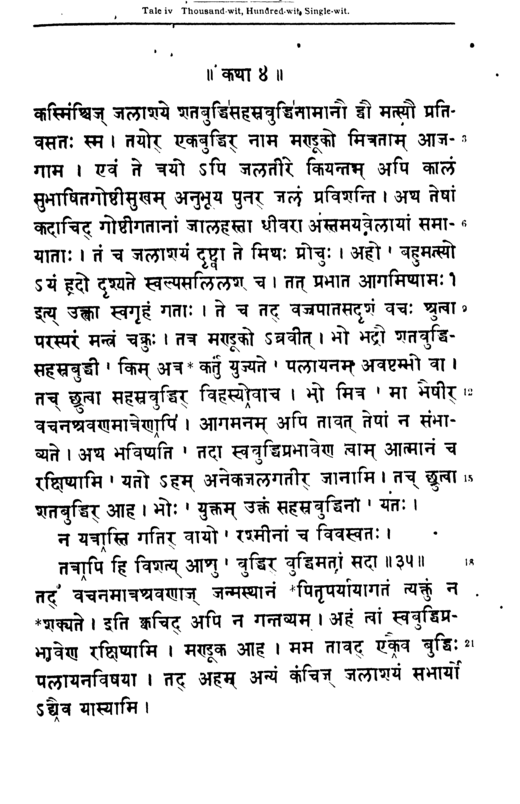 Tale iv Thousand-wit, Hundred-wit, Single-wit.
॥ कथा ४ ॥
कस्मिंश्चिज् जलाशये शतबुद्धिसहस्रबुद्धिनामानौ द्वौ मत्स्यौ प्रति-
वसतः स्म । तयोर् एकबुद्धिर् नाम मण्डूको मित्रताम् आज- ३
गाम । एवं ते त्रयो ऽपि जलतीरे कियन्तम् अपि कालं
सुभाषितगोष्ठीसुखम् अनुभूय पुनर् जलं प्रविशन्ति । अथ तेषां
कदाचिद् गोष्ठीगतानां जालहस्ता धीवरा अस्तमयवेलायां समा- ६
याताः । तं च जलाशयं दृष्ट्वा ते मिथः प्रोचुः । अहो ' बहुमत्स्यो
ऽयं ह्रदो दृश्यते स्वल्पसलिलश् च । तत् प्रभात आगमिष्यामः ।
इत्य् उक्त्वा स्वगृहं गताः । ते च तद् वज्रपातसदृशं वचः श्रुत्वा ९
परस्परं मन्त्रं चक्रुः । तत्र मण्डूको ऽब्रवीत् । भो भद्रौ शतबुद्धि-
सहस्रबुद्धी ' किम् अत्र* कर्तुं युज्यते ' पलायनम् अवष्टम्भो वा ।
तच् छ्रुत्वा सहस्रबुद्धिर् विहस्योवाच । भो मित्र ' मा भैषीर् १२
वचनश्रवणमात्रेणापि । आगमनम् अपि तावत् तेषां न संभा-
व्यते । अथ भविष्यति ' तदा स्वबुद्धिप्रभावेण त्वाम् आत्मानं च
रक्षिष्यामि ' यतो ऽहम् अनेकजलगतीर् जानामि । तच् छ्रुत्वा १५
शतबुद्धिर् आह । भोः ' युक्तम् उक्तं सहस्रबुद्धिना ' यतः ।
न यत्रास्ति गतिर् वायो ' रश्मीनां च विवस्वतः ।
तत्रापि हि विशत्य् आशु ' बुद्धिर् बुद्धिमतां सदा ॥३५॥ १८
तद् वचनमात्रश्रवणाज् जन्मस्थानं *पितृपर्यायागतं त्यक्तुं न
*शक्यते । इति क्वचिद् अपि न गन्तव्यम् । अहं त्वां स्वबुद्धिप्र-
भावेण रक्षिष्यामि । मण्डूक आह । मम तावद् एकैव बुद्धिः २१
पलायनविषया । तद् अहम् अन्यं कंचिज् जलाशयं सभार्यो
ऽद्यैव यास्यामि ।